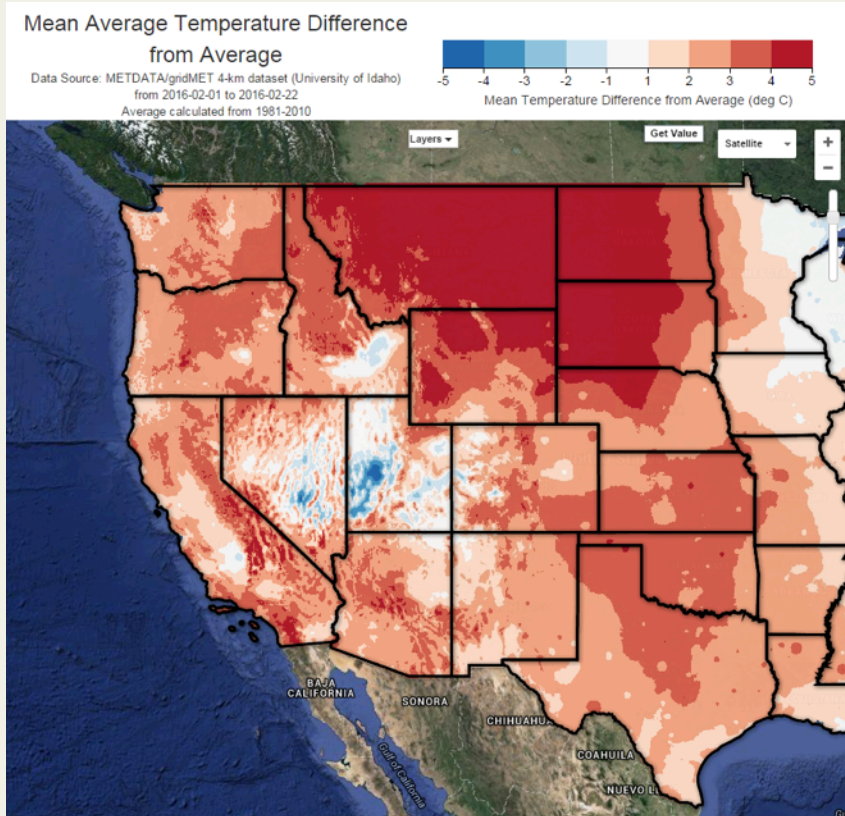 Mean Average Temperature Difference
from Average
Data Source: METDATA/gridMET 4-km dataset (University of Idaho)
from 2016-02-01 to 2016-02-22
Average calculated from 1981-2010
-5 -4 -3 -2 -1 1 2 3 4 5
Mean Temperature Difference from Average (deg C)
Layers
Get Value
Satellite
+
−
BAJA
CALIFORNIA
SONORA
CHIHUAHUA
Gulf of California
COAHUILA
NUEVO L